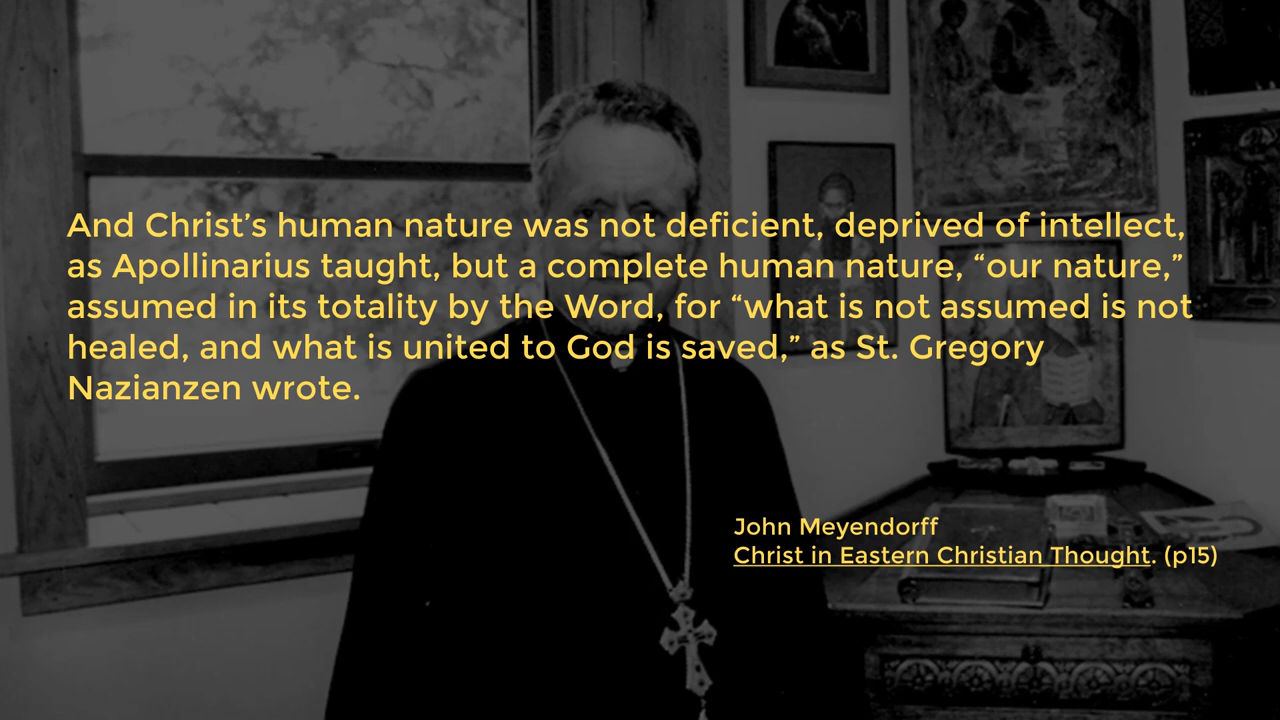 And Christ’s human nature was not deficient, deprived of intellect,
as Apollinarius taught, but a complete human nature, “our nature,”
assumed in its totality by the Word, for “what is not assumed is not
healed, and what is united to God is saved,” as St. Gregory
Nazianzen wrote.
John Meyendorff
Christ in Eastern Christian Thought. (p15)